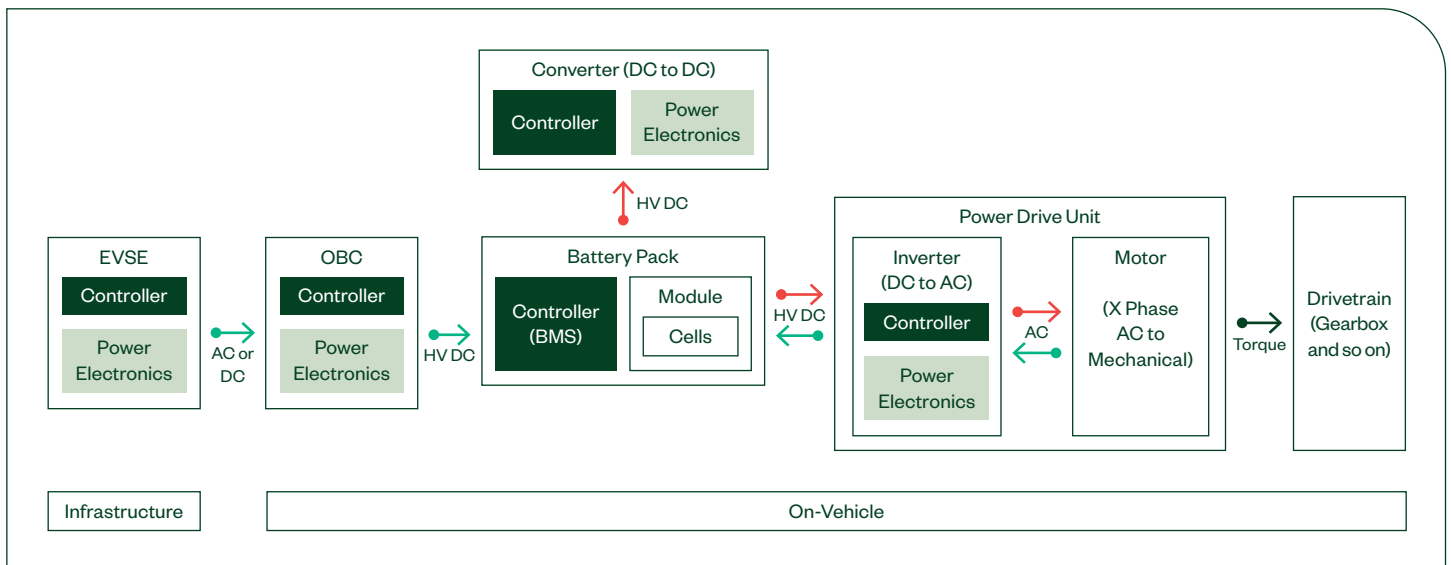 Converter (DC to DC)
Controller
Power
Electronics
HV DC
EVSE
Controller
Power
Electronics
AC or
DC
OBC
Controller
Power
Electronics
HV DC
Battery Pack
Controller
(BMS)
Module
Cells
HV DC
Power Drive Unit
Inverter
(DC to AC)
Controller
Power
Electronics
AC
Motor
(X Phase
AC to
Mechanical)
Torque
Drivetrain
(Gearbox
and so on)
Infrastructure
On-Vehicle